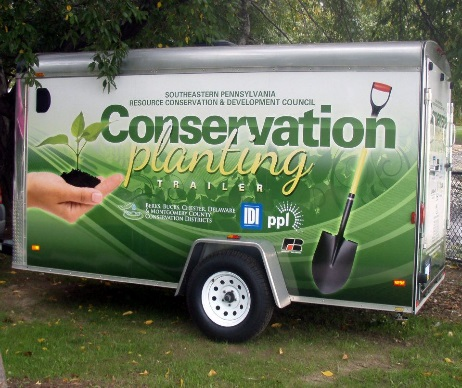 SOUTHEASTERN PENNSYLVANIA
RESOURCE CONSERVATION & DEVELOPMENT COUNCIL
Conservation
planting
TRAILER
BERKS, BUCKS, CHESTER, DELAWARE
& MONTGOMERY COUNTY
CONSERVATION DISTRICTS
IDI ppl
FB